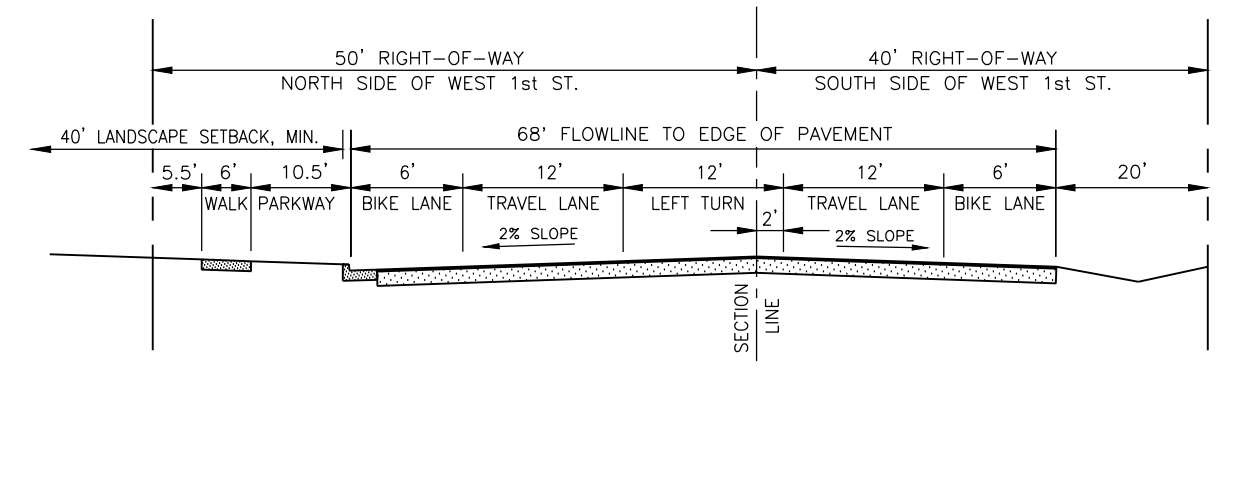 50' RIGHT-OF-WAY
NORTH SIDE OF WEST 1st ST.
40' RIGHT-OF-WAY
SOUTH SIDE OF WEST 1st ST.
40' LANDSCAPE SETBACK, MIN.
68' FLOWLINE TO EDGE OF PAVEMENT
5.5'
6'
10.5'
6'
12'
12'
12'
6'
20'
WALK
PARKWAY
BIKE LANE
TRAVEL LANE
LEFT TURN
TRAVEL LANE
BIKE LANE
2'
2% SLOPE
2% SLOPE
SECTION
LINE